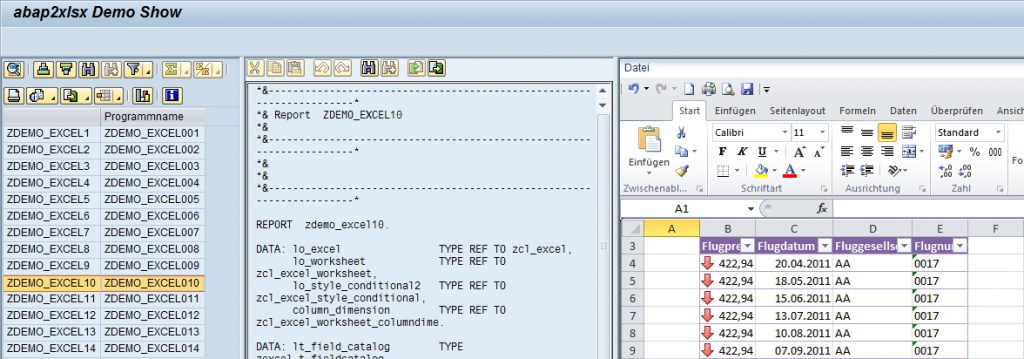 abap2xlsx Demo Show
Programmname
ZDEMO_EXCEL1 ZDEMO_EXCEL001
ZDEMO_EXCEL2 ZDEMO_EXCEL002
ZDEMO_EXCEL3 ZDEMO_EXCEL003
ZDEMO_EXCEL4 ZDEMO_EXCEL004
ZDEMO_EXCEL5 ZDEMO_EXCEL005
ZDEMO_EXCEL6 ZDEMO_EXCEL006
ZDEMO_EXCEL7 ZDEMO_EXCEL007
ZDEMO_EXCEL8 ZDEMO_EXCEL008
ZDEMO_EXCEL9 ZDEMO_EXCEL009
ZDEMO_EXCEL10 ZDEMO_EXCEL010
ZDEMO_EXCEL11 ZDEMO_EXCEL011
ZDEMO_EXCEL12 ZDEMO_EXCEL012
ZDEMO_EXCEL13 ZDEMO_EXCEL013
ZDEMO_EXCEL14 ZDEMO_EXCEL014
*&---------------------------------------------------
----------------*
*& Report ZDEMO_EXCEL10
*&
*&---------------------------------------------------
----------------*
*&
*&
*&---------------------------------------------------
----------------*
REPORT zdemo_excel10.
DATA: lo_excel TYPE REF TO zcl_excel,
lo_worksheet TYPE REF TO
zcl_excel_worksheet,
lo_style_conditional2 TYPE REF TO
zcl_excel_style_conditional,
column_dimension TYPE REF TO
zcl_excel_worksheet_columndime.
DATA: lt_field_catalog TYPE
zexcel_t_fieldcatalog
Datei
Start Einfügen Seitenlayout Formeln Daten Überprüfen Ansich
Einfügen
Calibri 11
F K U A A
Standard
% 000
Zwischenabl... Schriftart Ausrichtung Zahl
A1 fx
A B C D E F
3 Flugpre Flugdatum Fluggesellsc Flugnu
4 422,94 20.04.2011 AA 0017
5 422,94 18.05.2011 AA 0017
6 422,94 15.06.2011 AA 0017
7 422,94 13.07.2011 AA 0017
8 422,94 10.08.2011 AA 0017
9 422,94 07.09.2011 AA 0017